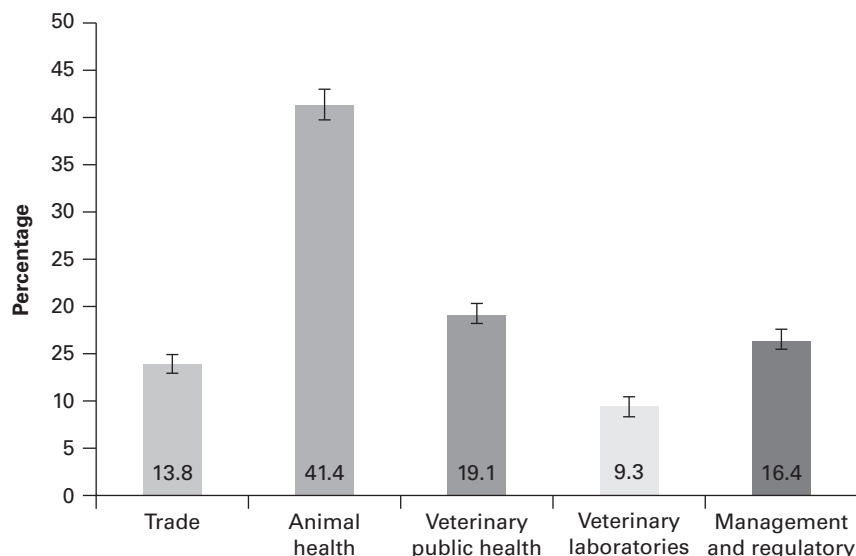 50
45
40
35
30
25
20
25
10
5
0
Percentage
13.8
41.4
19.1
9.3
16.4
Trade
Animal
health
Veterinary
public health
Veterinary
laboratories
Management
and regulatory